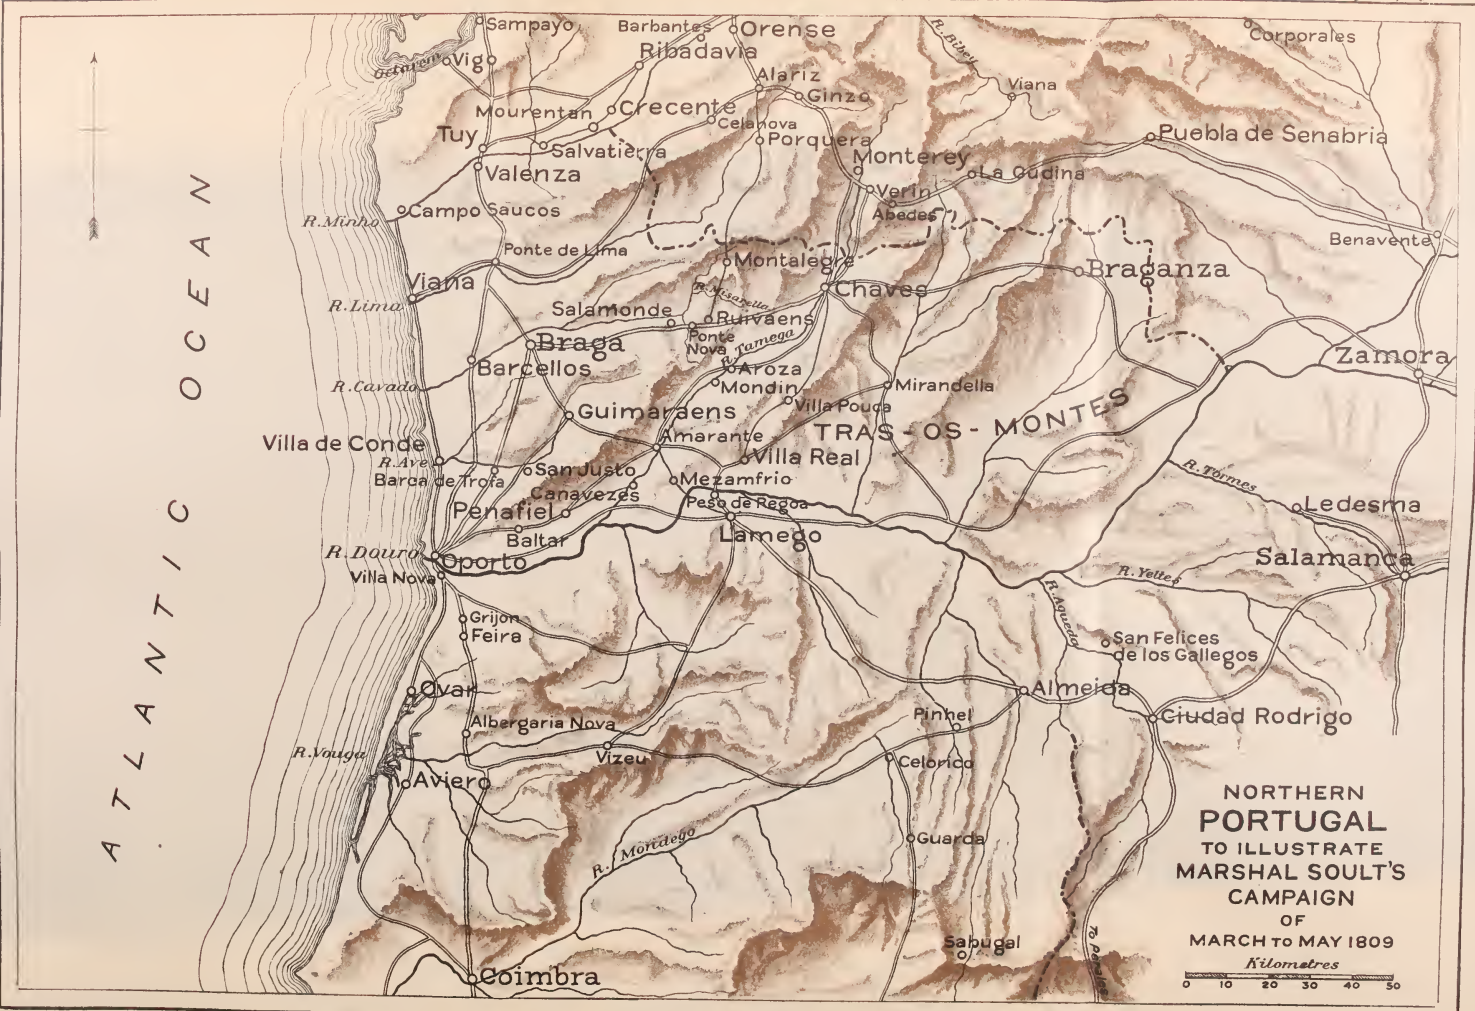 Sampayo
Barbantes
Orense
Corporales
R. Bibey
Ribadavia
Octaven
Vigo
Alariz
Ginzo
Viana
Mourentan
Crecente
Celanova
Tuy
Porquera
Puebla de Senabria
Salvatierra
Monterey
Valenza
La Gudina
Verin
Abedes
Campo Saucos
R. Minho
Benavente
Ponte de Lima
Montalegre
Braganza
Viana
Chaves
R. Misarella
R. Lima
Salamonde
Ruivaens
Ponte
Nova
R. Tamega
Braga
Zamora
Barcellos
Aroza
Mondin
Mirandella
R. Cavado
Villa Pouca
Guimaraens
TRAS-OS-MONTES
Amarante
Villa de Conde
Villa Real
R. Ave
San Justo
R. Tormes
Barca de Trofa
Mezamfrio
Canavezes
Peso de Regoa
Ledesma
Penafiel
Lamego
Baltar
R. Douro
Oporto
Salamanca
Villa Nova
R. Yeltes
R. Agueda
Grijon
Feira
San Felices
de los Gallegos
Ovar
Almeida
Albergaria Nova
Pinhel
Ciudad Rodrigo
R. Vouga
Vizeu
Celorico
Aviero
R. Mondego
Guarda
Sabugal
To Perales
Coimbra
ATLANTIC OCEAN
NORTHERN
PORTUGAL
TO ILLUSTRATE
MARSHAL SOULT'S
CAMPAIGN
OF
MARCH TO MAY 1809
Kilometres
0 10 20 30 40 50